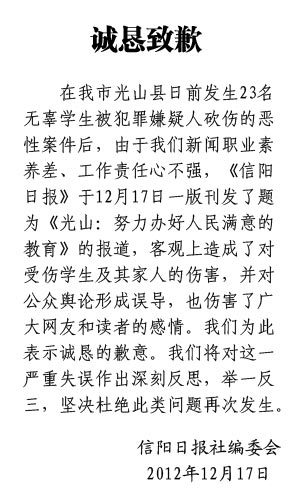 诚恳致歉
在我市光山县日前发生23名
无辜学生被犯罪嫌疑人砍伤的恶
性案件后，由于我们新闻职业素
养差、工作责任心不强，《信阳
日报》于12月17日一版刊发了题
为《光山：努力办好人民满意的
教育》的报道，客观上造成了对
受伤学生及其家人的伤害，并对
公众舆论形成误导，也伤害了广
大网友和读者的感情。我们为此
表示诚恳的歉意。我们将对这一
严重失误作出深刻反思，举一反
三，坚决杜绝此类问题再次发生。
信阳日报社编委会
2012年12月17日